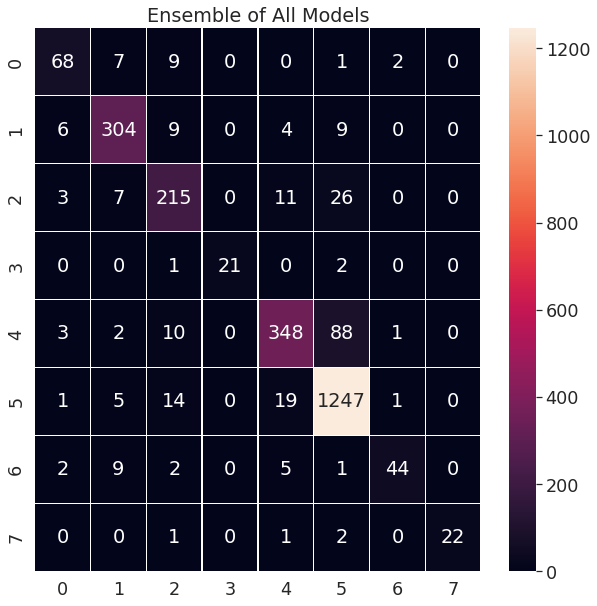 Ensemble of All Models
0 68 7 9 0 0 1 2 0
1 6 304 9 0 4 9 0 0
2 3 7 215 0 11 26 0 0
3 0 0 1 21 0 2 0 0
4 3 2 10 0 348 88 1 0
5 1 5 14 0 19 1247 1 0
6 2 9 2 0 5 1 44 0
7 0 0 1 0 1 2 0 22
0 1 2 3 4 5 6 7
1200
1000
800
600
400
200
0